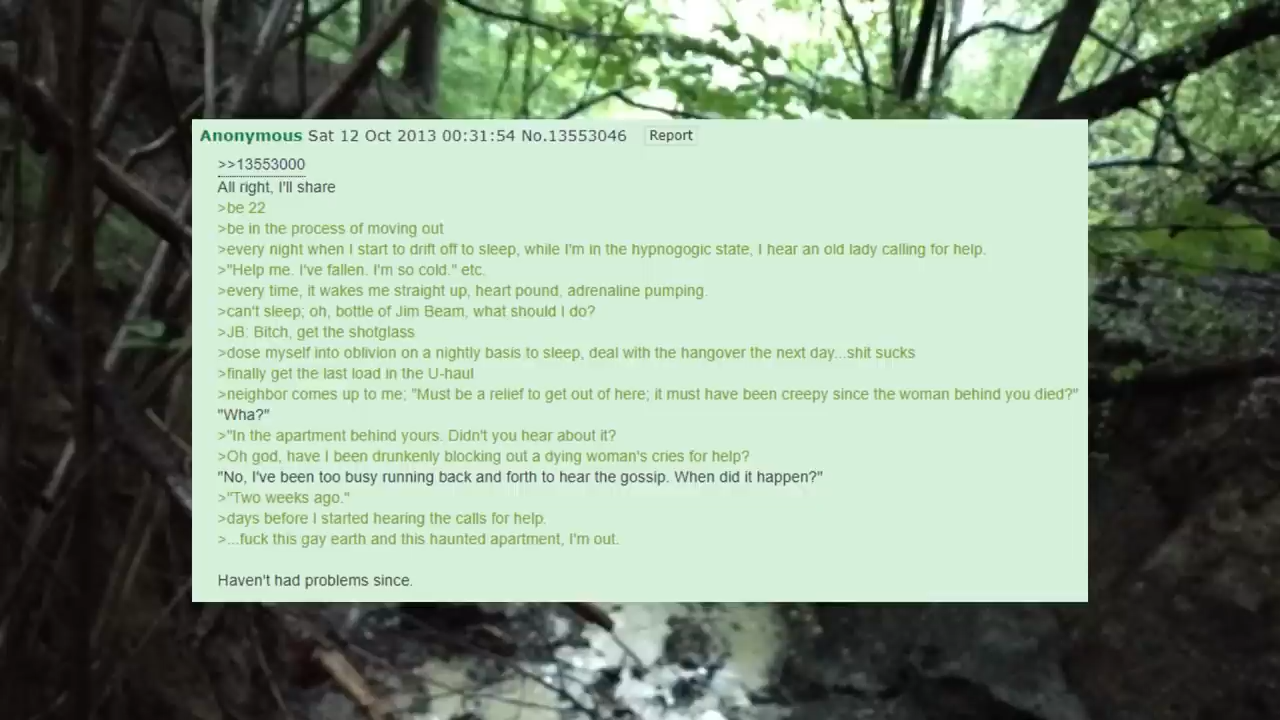 Anonymous Sat 12 Oct 2013 00:31:54 No.13553046 Report
>>13553000
All right, I'll share
>be 22
>be in the process of moving out
>every night when I start to drift off to sleep, while I'm in the hypnogogic state, I hear an old lady calling for help.
>"Help me. I've fallen. I'm so cold." etc.
>every time, it wakes me straight up, heart pound, adrenaline pumping.
>can't sleep; oh, bottle of Jim Beam, what should I do?
>JB: Bitch, get the shotglass
>dose myself into oblivion on a nightly basis to sleep, deal with the hangover the next day...shit sucks
>finally get the last load in the U-haul
>neighbor comes up to me; "Must be a relief to get out of here; it must have been creepy since the woman behind you died?"
"Wha?"
>"In the apartment behind yours. Didn't you hear about it?
>Oh god, have I been drunkenly blocking out a dying woman's cries for help?
"No, I've been too busy running back and forth to hear the gossip. When did it happen?"
>"Two weeks ago."
>days before I started hearing the calls for help.
>...fuck this gay earth and this haunted apartment, I'm out.
Haven't had problems since.